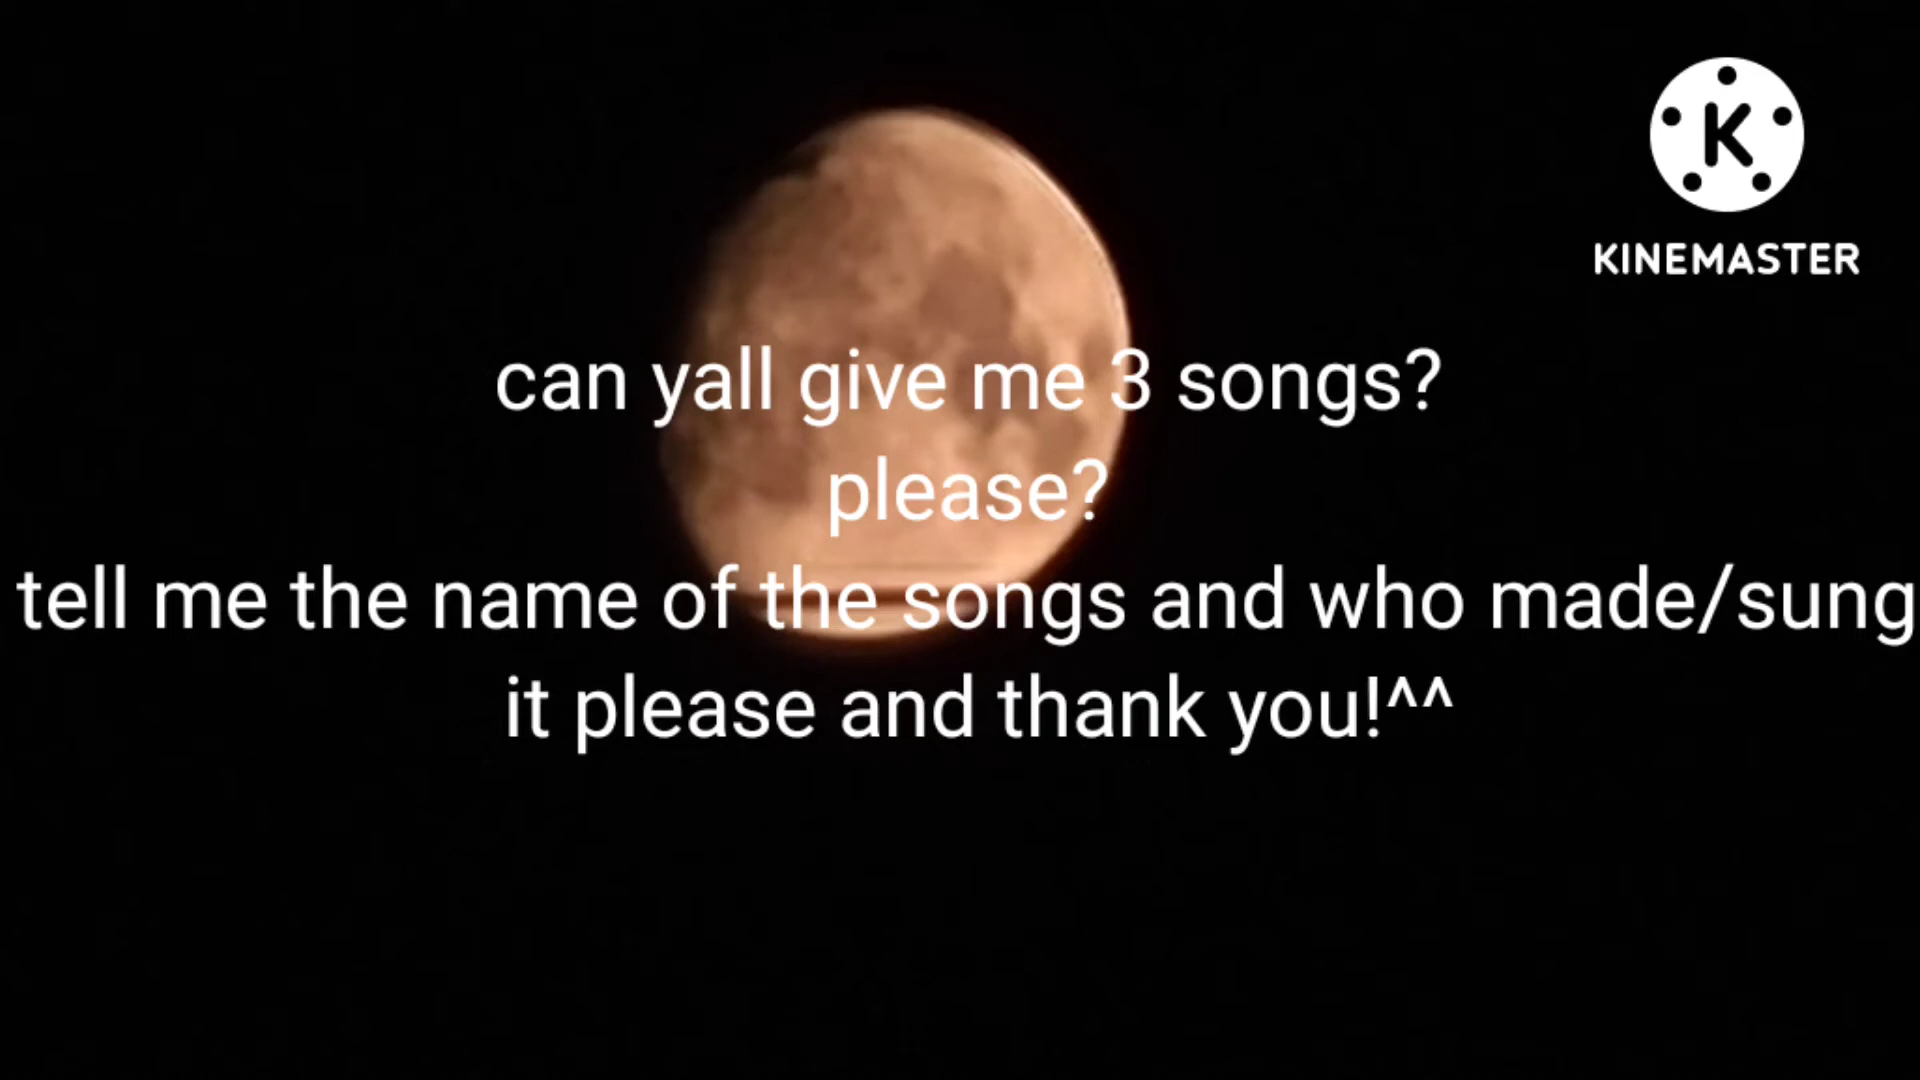 K
KINEMASTER
can yall give me 3 songs?
please?
tell me the name of the songs and who made/sung
it please and thank you!^^